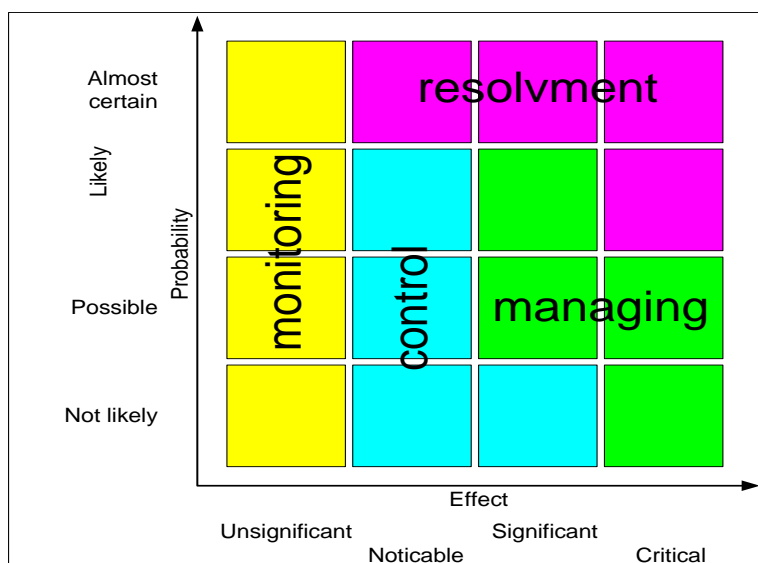 Almost
certain
resolvment
Likely
monitoring
Probability
control
Possible
managing
Not likely
Effect
Unsignificant
Significant
Noticable
Critical